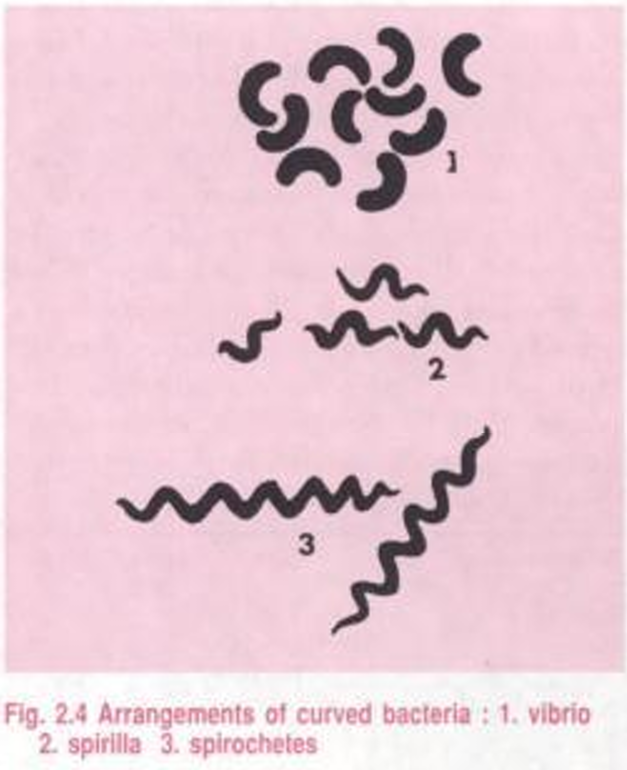 1
2
3
Fig. 2.4 Arrangements of curved bacteria : 1. vibrio
2. spirilla 3. spirochetes